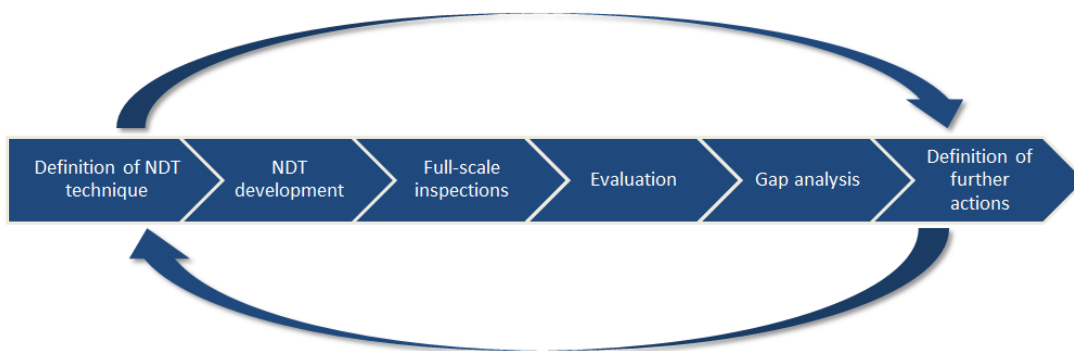 Definition of NDT
technique
NDT
development
Full-scale
inspections
Evaluation
Gap analysis
Definition of
further
actions